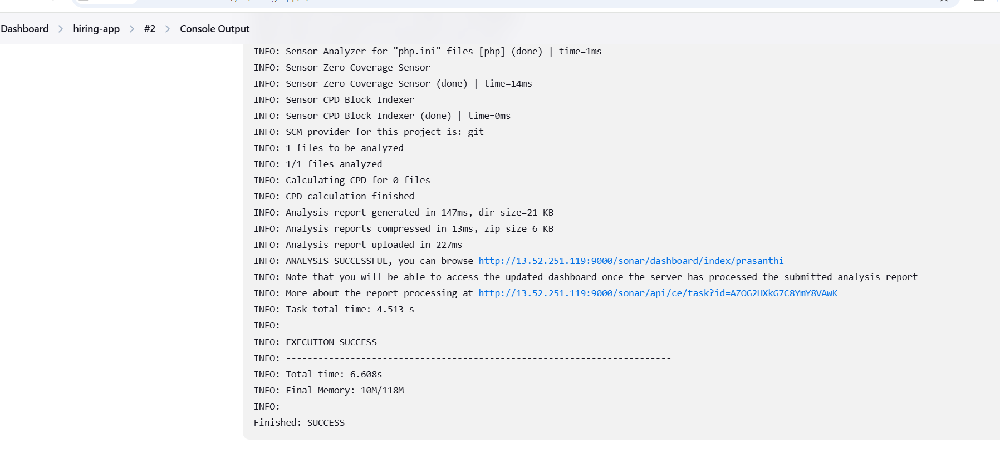 Dashboard > hiring-app > #2 > Console Output
INFO: Sensor Analyzer for "php.ini" files [php] (done) | time=1ms
INFO: Sensor Zero Coverage Sensor
INFO: Sensor Zero Coverage Sensor (done) | time=14ms
INFO: Sensor CPD Block Indexer
INFO: Sensor CPD Block Indexer (done) | time=0ms
INFO: SCM provider for this project is: git
INFO: 1 files to be analyzed
INFO: 1/1 files analyzed
INFO: Calculating CPD for 0 files
INFO: CPD calculation finished
INFO: Analysis report generated in 147ms, dir size=21 KB
INFO: Analysis reports compressed in 13ms, zip size=6 KB
INFO: Analysis report uploaded in 227ms
INFO: ANALYSIS SUCCESSFUL, you can browse http://13.52.251.119:9000/sonar/dashboard/index/prasanthi
INFO: Note that you will be able to access the updated dashboard once the server has processed the submitted analysis report
INFO: More about the report processing at http://13.52.251.119:9000/sonar/api/ce/task?id=AZOG2HXkG7C8YmY8VAwK
INFO: Task total time: 4.513 s
INFO: ------------------------------------------------------------------------
INFO: EXECUTION SUCCESS
INFO: ------------------------------------------------------------------------
INFO: Total time: 6.608s
INFO: Final Memory: 10M/118M
INFO: ------------------------------------------------------------------------
Finished: SUCCESS